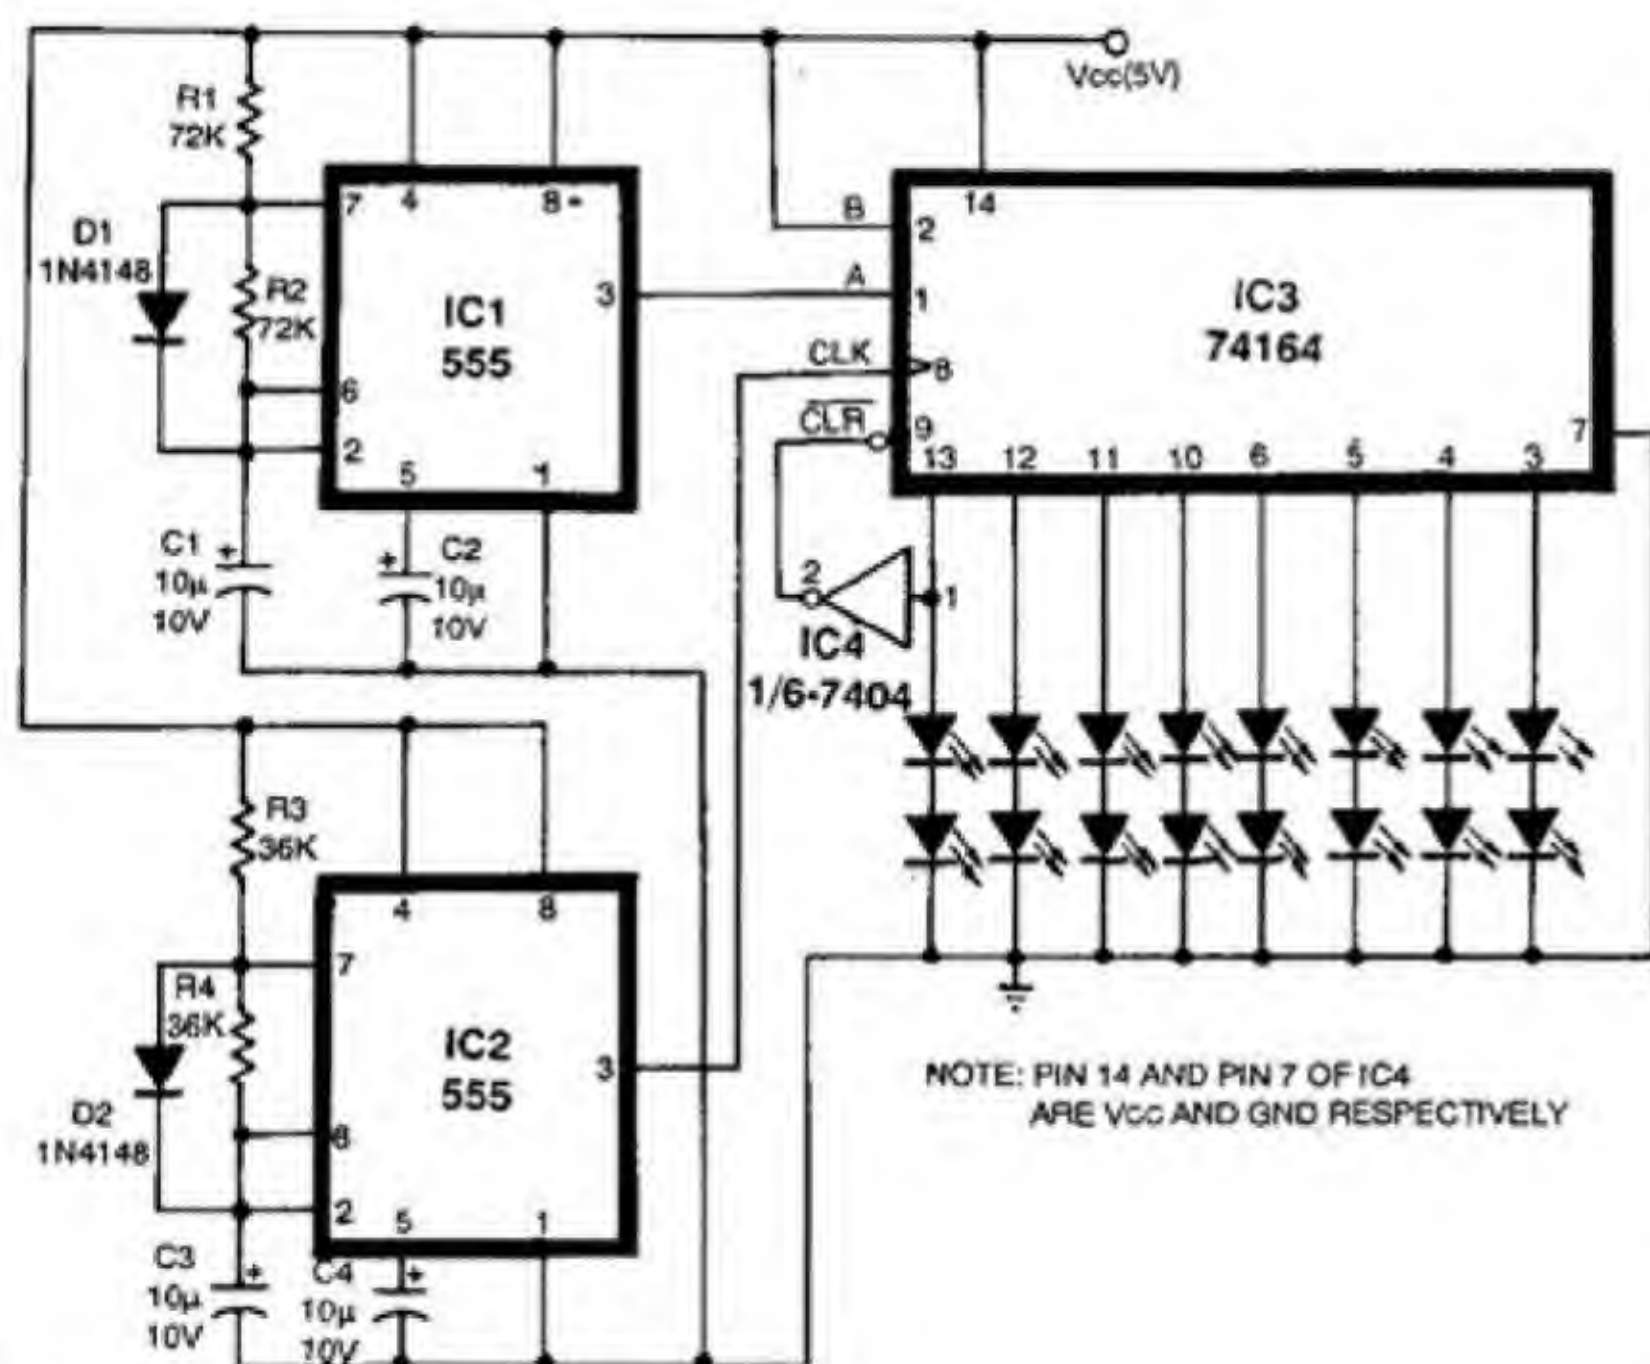 Vcc(5V)
R1
72K
7
4
8
14
B
2
D1
1N4148
R2
72K
IC1
555
3
A
1
IC3
74164
CLK
8
CLR
9
6
2
5
1
13
12
11
10
6
5
4
3
7
C1
+
10µ
10V
+
C2
10µ
10V
2
1
IC4
1/6-7404
R3
36K
4
8
7
R4
36K
IC2
555
3
D2
1N4148
6
2
5
1
NOTE: PIN 14 AND PIN 7 OF IC4
ARE Vcc AND GND RESPECTIVELY
C3
+
10µ
10V
C4
+
10µ
10V